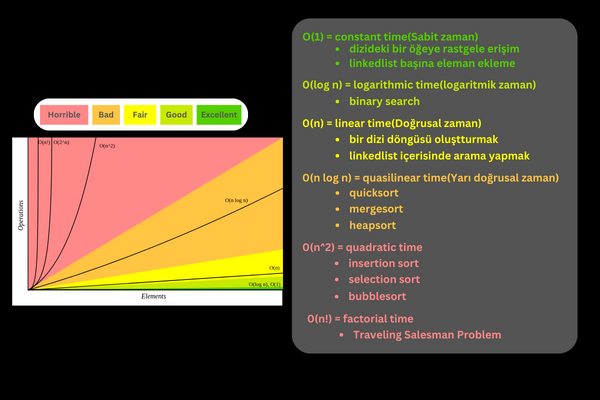 Horrible Bad Fair Good Excellent
O(n!) O(2^n) O(n^2)
O(n log n)
O(n)
O(log n), O(1)
Operations
Elements
O(1) = constant time(Sabit zaman)
• dizideki bir öğeye rastgele erişim
• linkedlist başına eleman ekleme
O(log n) = logarithmic time(logaritmik zaman)
• binary search
O(n) = linear time(Doğrusal zaman)
• bir dizi döngüsü oluştturmak
• linkedlist içerisinde arama yapmak
O(n log n) = quasilinear time(Yarı doğrusal zaman)
• quicksort
• mergesort
• heapsort
O(n^2) = quadratic time
• insertion sort
• selection sort
• bubblesort
O(n!) = factorial time
• Traveling Salesman Problem